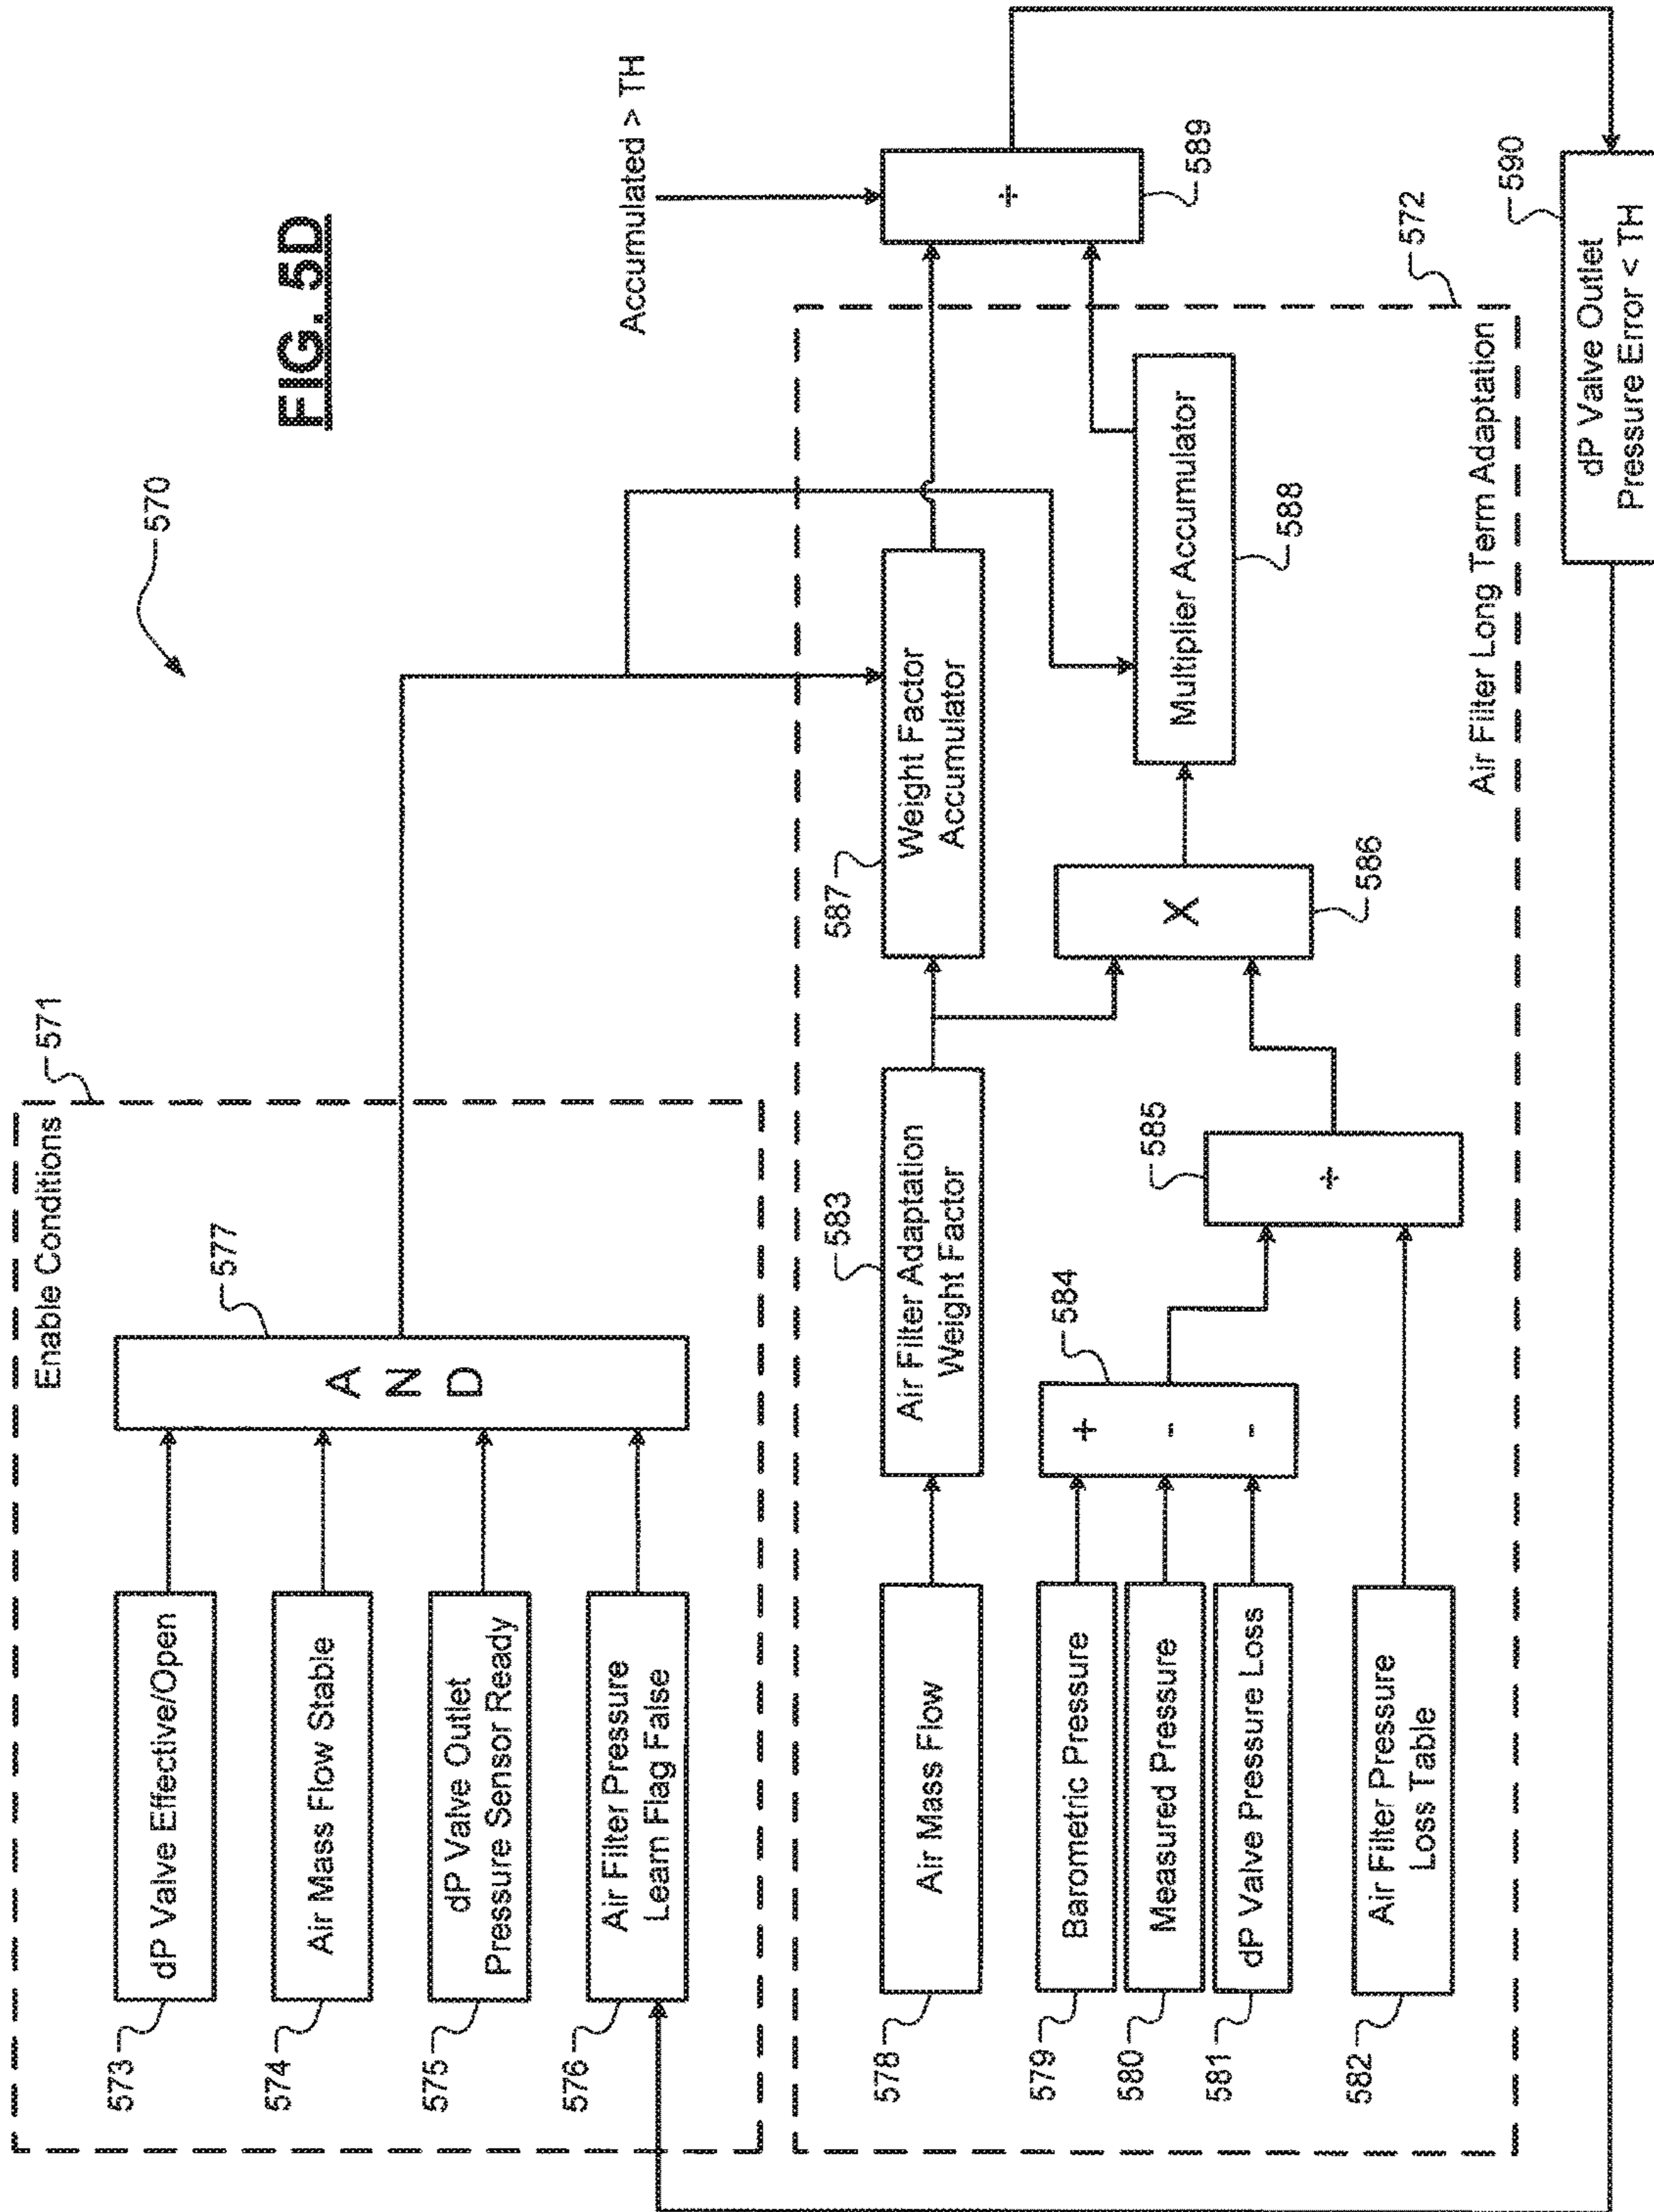 FIG. 5D
570
Enable Conditions
571
573
dP Valve Effective/Open
574
Air Mass Flow Stable
575
dP Valve Outlet
Pressure Sensor Ready
576
Air Filter Pressure
Learn Flag False
A
N
D
577
Accumulated > TH
578
Air Mass Flow
583
Air Filter Adaptation
Weight Factor
587
Weight Factor
Accumulator
579
Barometric Pressure
580
Measured Pressure
581
dP Valve Pressure Loss
582
Air Filter Pressure
Loss Table
+
-
-
584
÷
585
X
586
Multiplier Accumulator
588
÷
589
572
Air Filter Long Term Adaptation
dP Valve Outlet
Pressure Error < TH
590